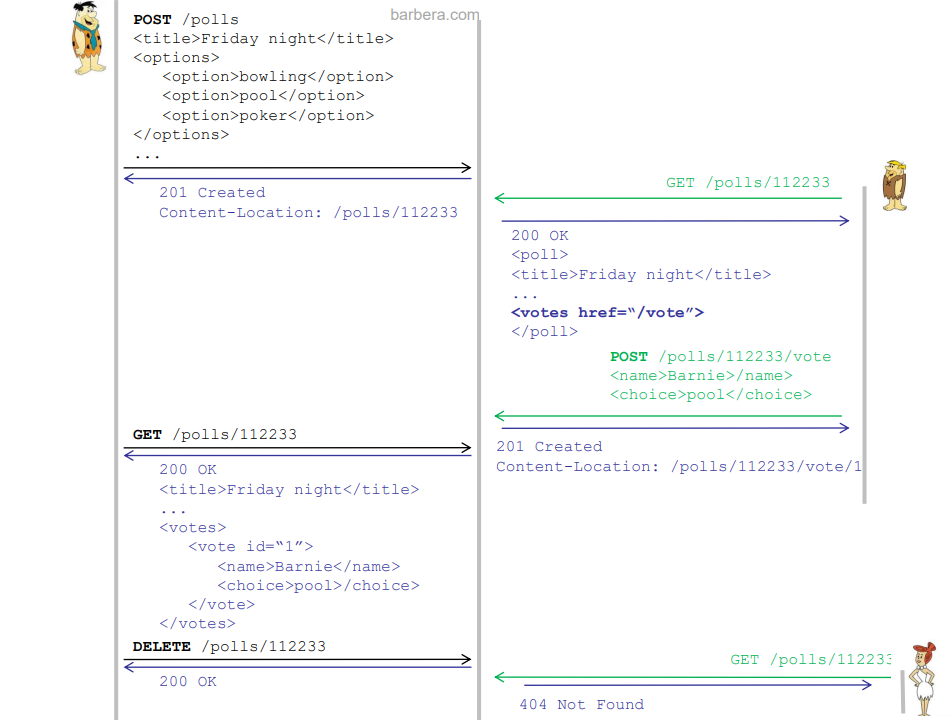 barbera.com
POST /polls
<title>Friday night</title>
<options>
<option>bowling</option>
<option>pool</option>
<option>poker</option>
</options>
...
201 Created
Content-Location: /polls/112233
GET /polls/112233
200 OK
<poll>
<title>Friday night</title>
...
<votes href=“/vote”>
</poll>
POST /polls/112233/vote
<name>Barnie>/name>
<choice>pool</choice>
201 Created
Content-Location: /polls/112233/vote/1
GET /polls/112233
200 OK
<title>Friday night</title>
...
<votes>
<vote id=“1”>
<name>Barnie</name>
<choice>pool>/choice>
</vote>
</votes>
DELETE /polls/112233
200 OK
GET /polls/112233
404 Not Found